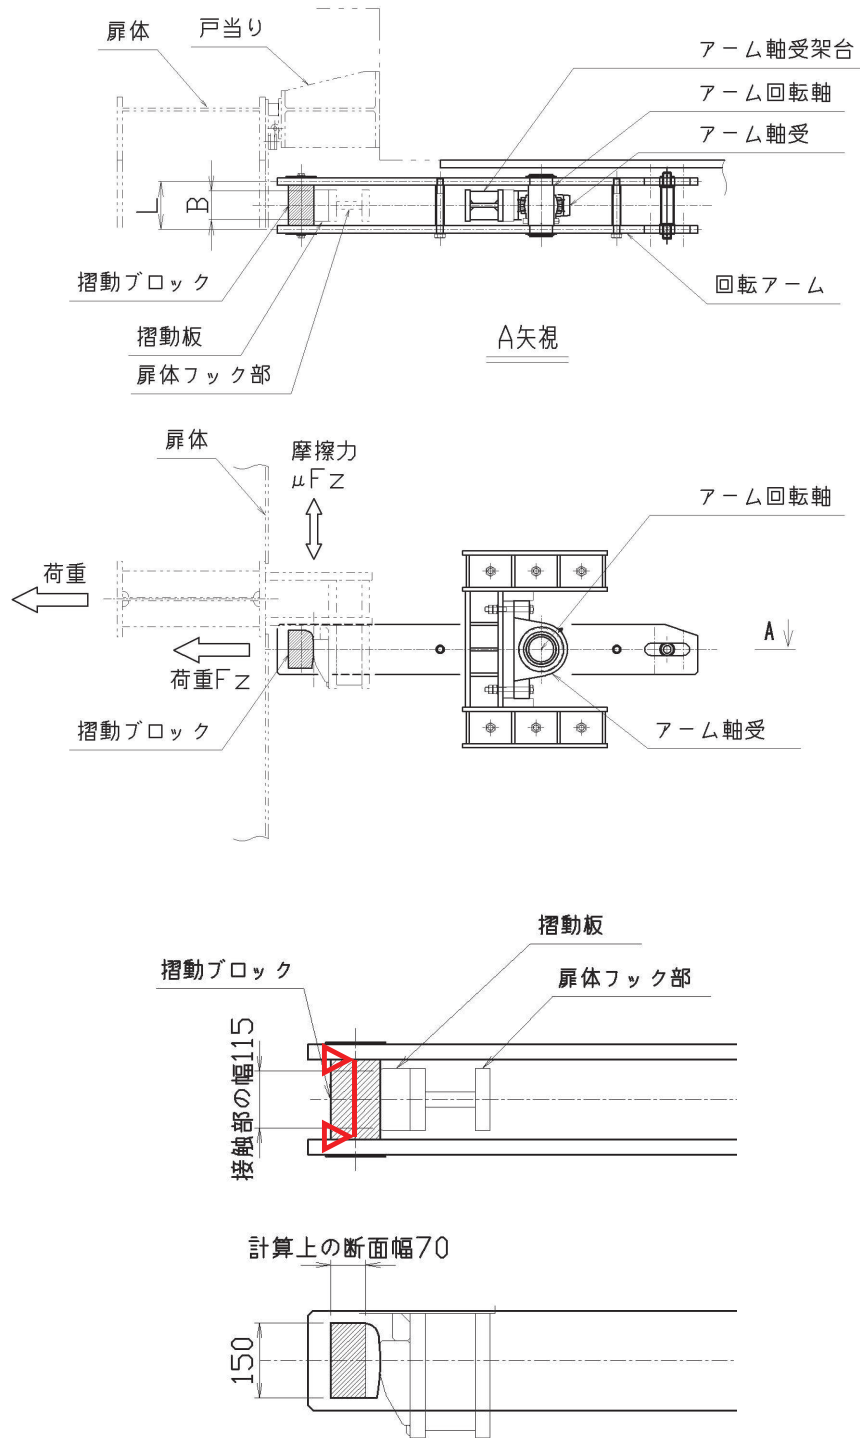 扉体
戸当り
アーム軸受架台
アーム回転軸
アーム軸受
L
B
摺動ブロック
回転アーム
摺動板
扉体フック部
A矢視
扉体
摩擦力
μFz
アーム回転軸
荷重
A
荷重Fz
摺動ブロック
アーム軸受
摺動板
摺動ブロック
扉体フック部
接触部の幅115
計算上の断面幅70
150